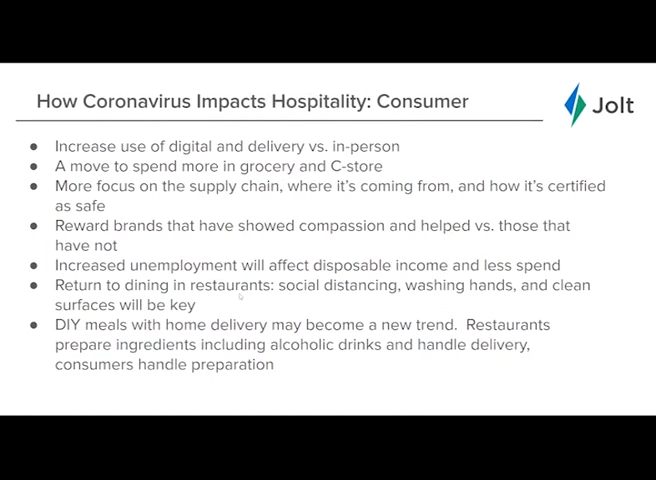 How Coronavirus Impacts Hospitality: Consumer
Jolt
● Increase use of digital and delivery vs. in-person
● A move to spend more in grocery and C-store
● More focus on the supply chain, where it's coming from, and how it's certified
as safe
● Reward brands that have showed compassion and helped vs. those that
have not
● Increased unemployment will affect disposable income and less spend
● Return to dining in restaurants: social distancing, washing hands, and clean
surfaces will be key
● DIY meals with home delivery may become a new trend. Restaurants
prepare ingredients including alcoholic drinks and handle delivery,
consumers handle preparation